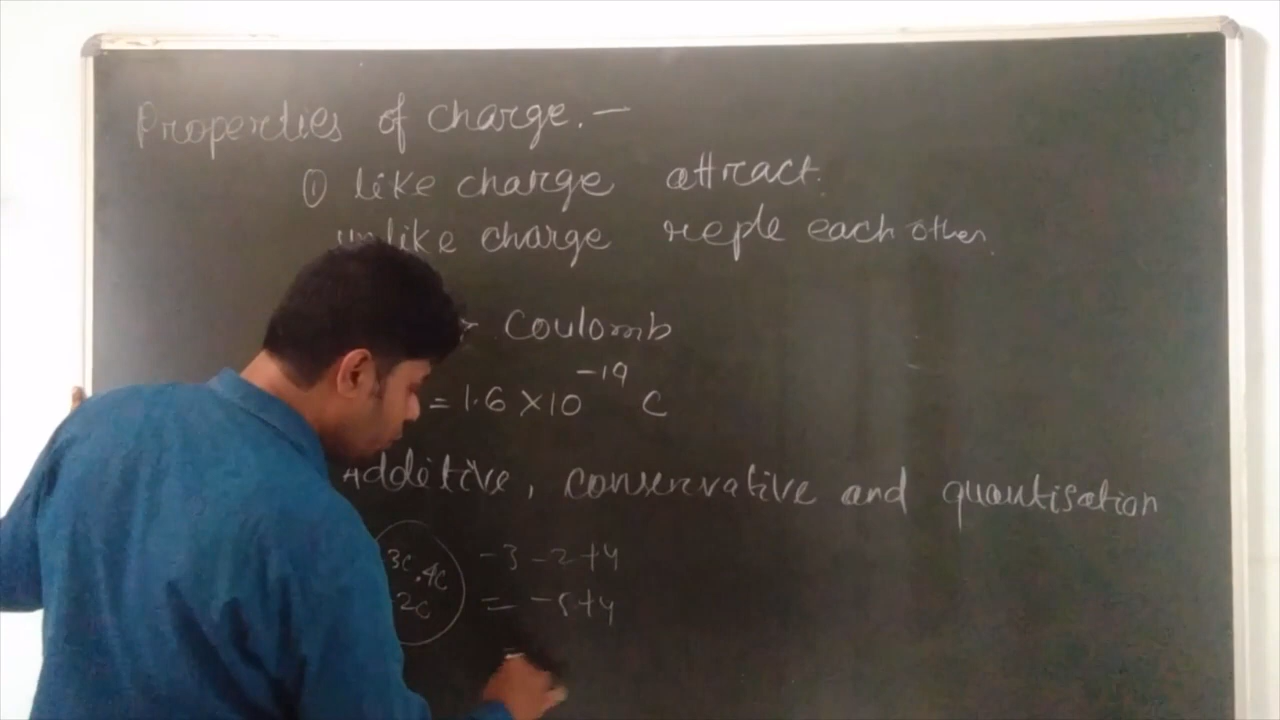 Properties of charge.-
① like charge attract.
unlike charge reple each other.
Coulomb
= 1.6 × 10⁻¹⁹ C
Additive, conservative and quantisation
3C .4C 2C
-3 -2 +4
= -5 +4
=